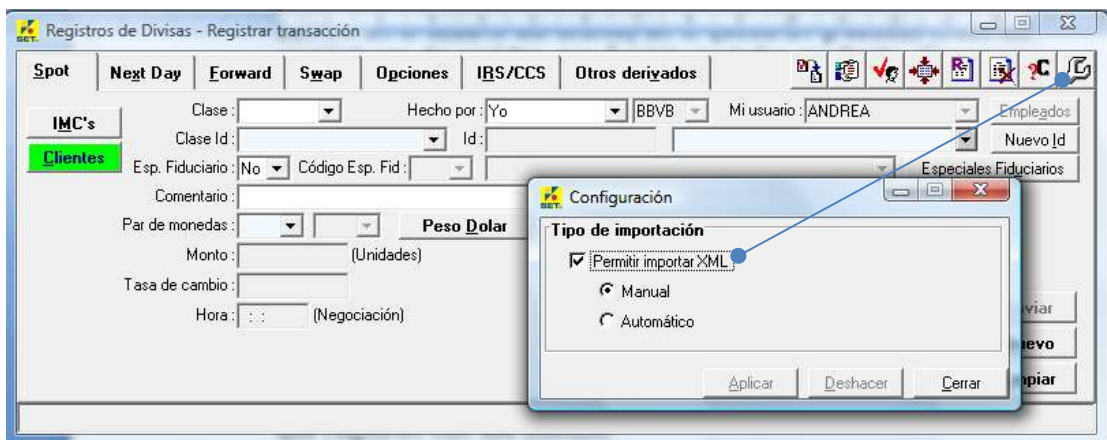 SET. Registros de Divisas - Registrar transacción
Spot Next Day Forward Swap Opciones IRS/CCS Otros derivados
Clase : Hecho por : Yo BBVB Mi usuario : ANDREA Empleados
IMC's
Clase Id : Id : Nuevo Id
Clientes
Esp. Fiduciario : No Código Esp. Fid : Especiales Fiduciarios
Comentario :
Par de monedas : Peso Dolar
Monto : (Unidades)
Tasa de cambio :
Hora : : : (Negociación)
SET. Configuración
Tipo de importación
Permitir importar XML
Manual
Automático
Aplicar Deshacer Cerrar